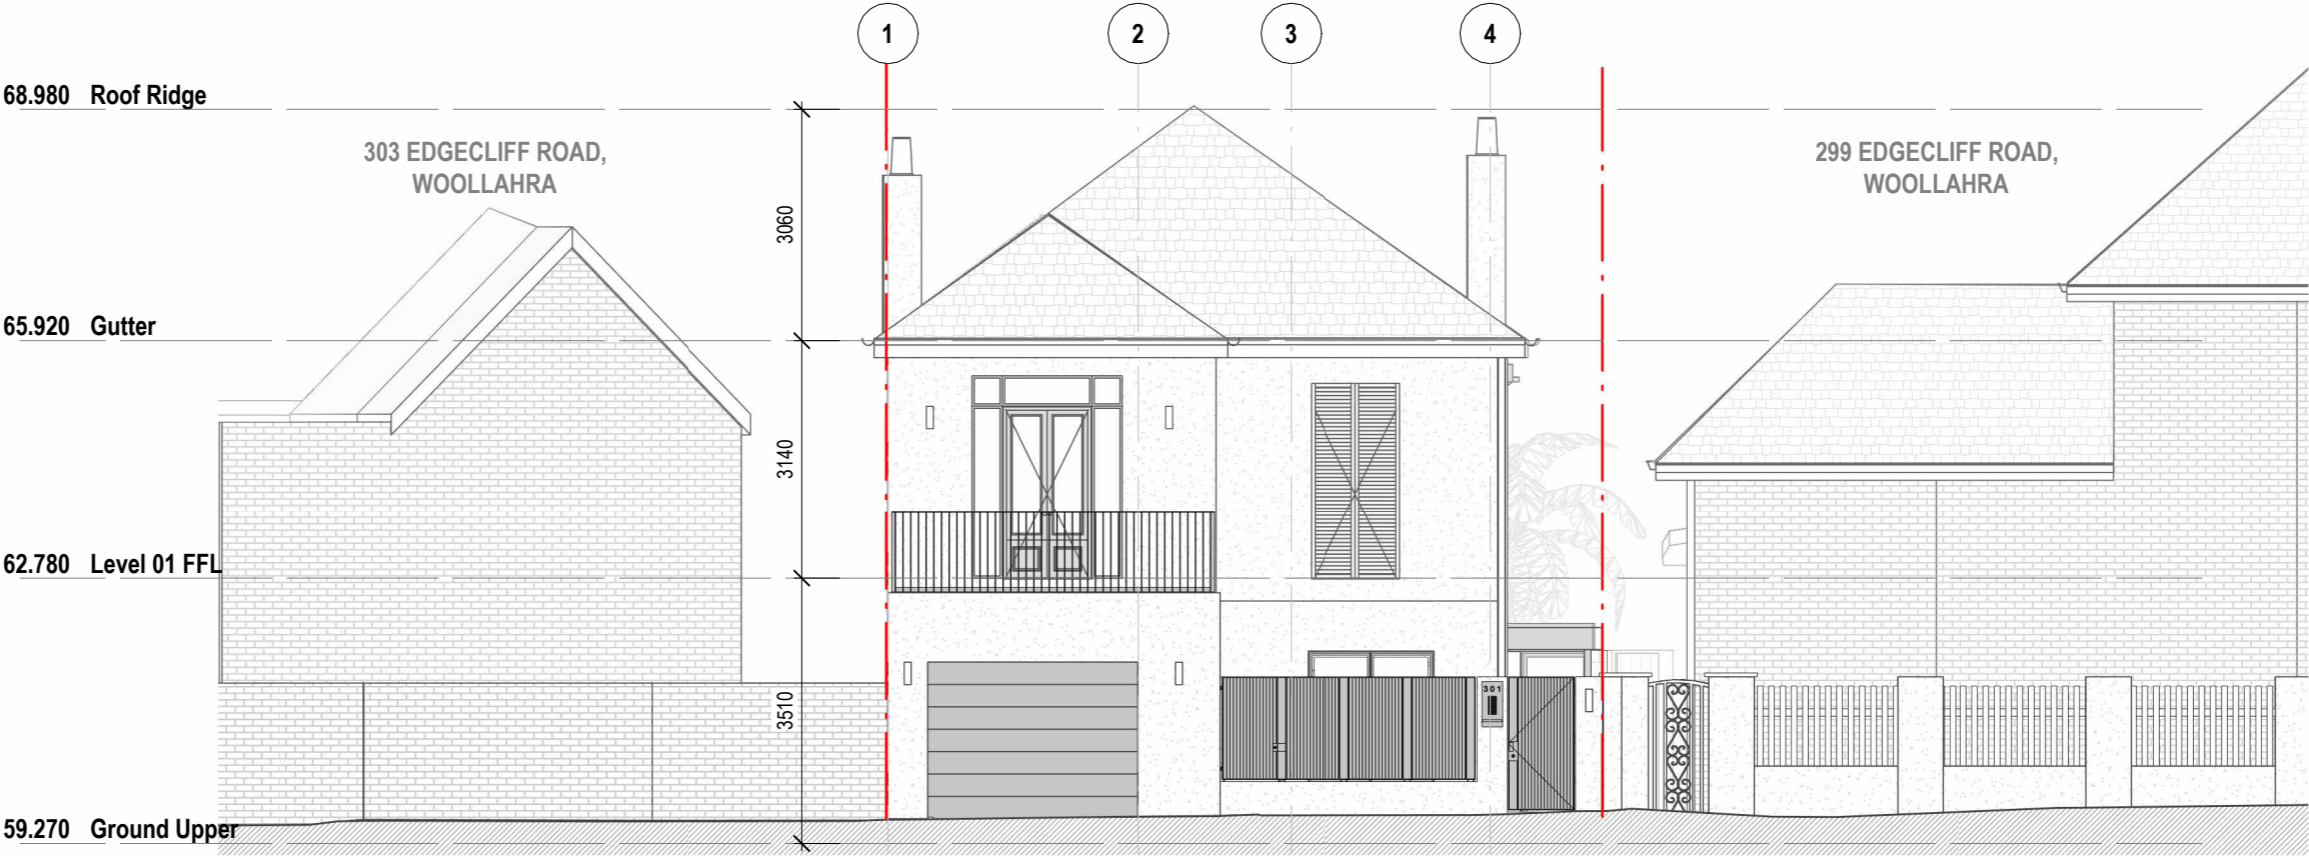 1 2 3 4
68.980 Roof Ridge
303 EDGECLIFF ROAD,
WOOLLAHRA
299 EDGECLIFF ROAD,
WOOLLAHRA
3060
65.920 Gutter
3140
62.780 Level 01 FFL
3510
301
59.270 Ground Upper